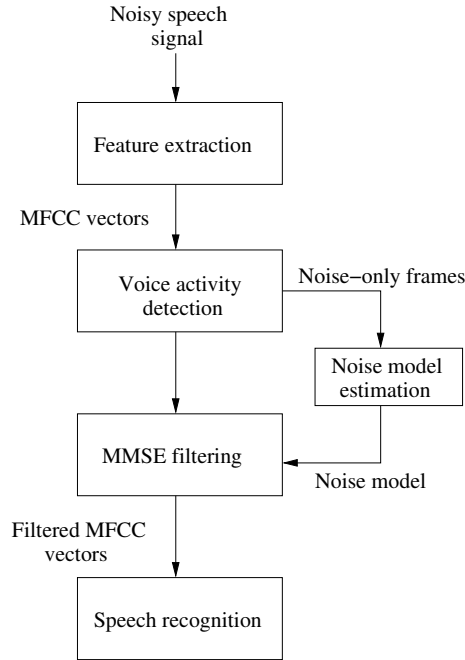 Noisy speech
signal
Feature extraction
MFCC vectors
Voice activity
detection
Noise−only frames
Noise model
estimation
MMSE filtering
Noise model
Filtered MFCC
vectors
Speech recognition